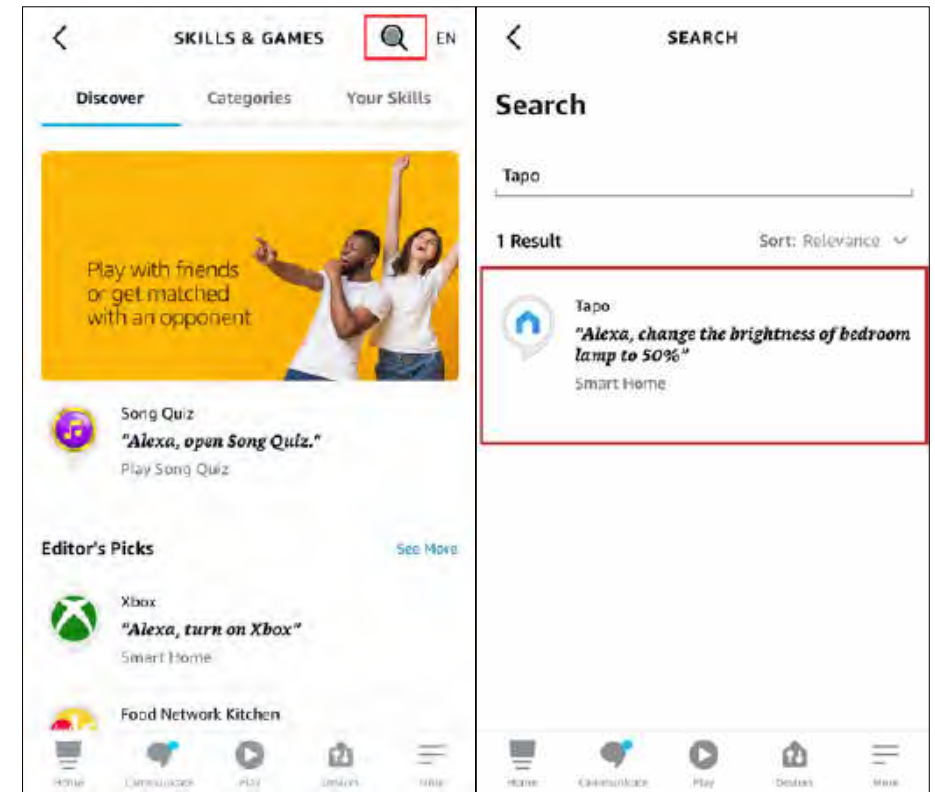 SKILLS & GAMES
EN
Discover
Categories
Your Skills
Play with friends
or get matched
with an opponent
Song Quiz
"Alexa, open Song Quiz."
Play Song Quiz
Editor's Picks
See More
Xbox
"Alexa, turn on Xbox"
Smart Home
Food Network Kitchen
Home
Communicate
Play
Devices
More
SEARCH
Search
Tapo
1 Result
Sort: Relevance
Tapo
"Alexa, change the brightness of bedroom
lamp to 50%"
Smart Home
Home
Communicate
Play
Devices
More